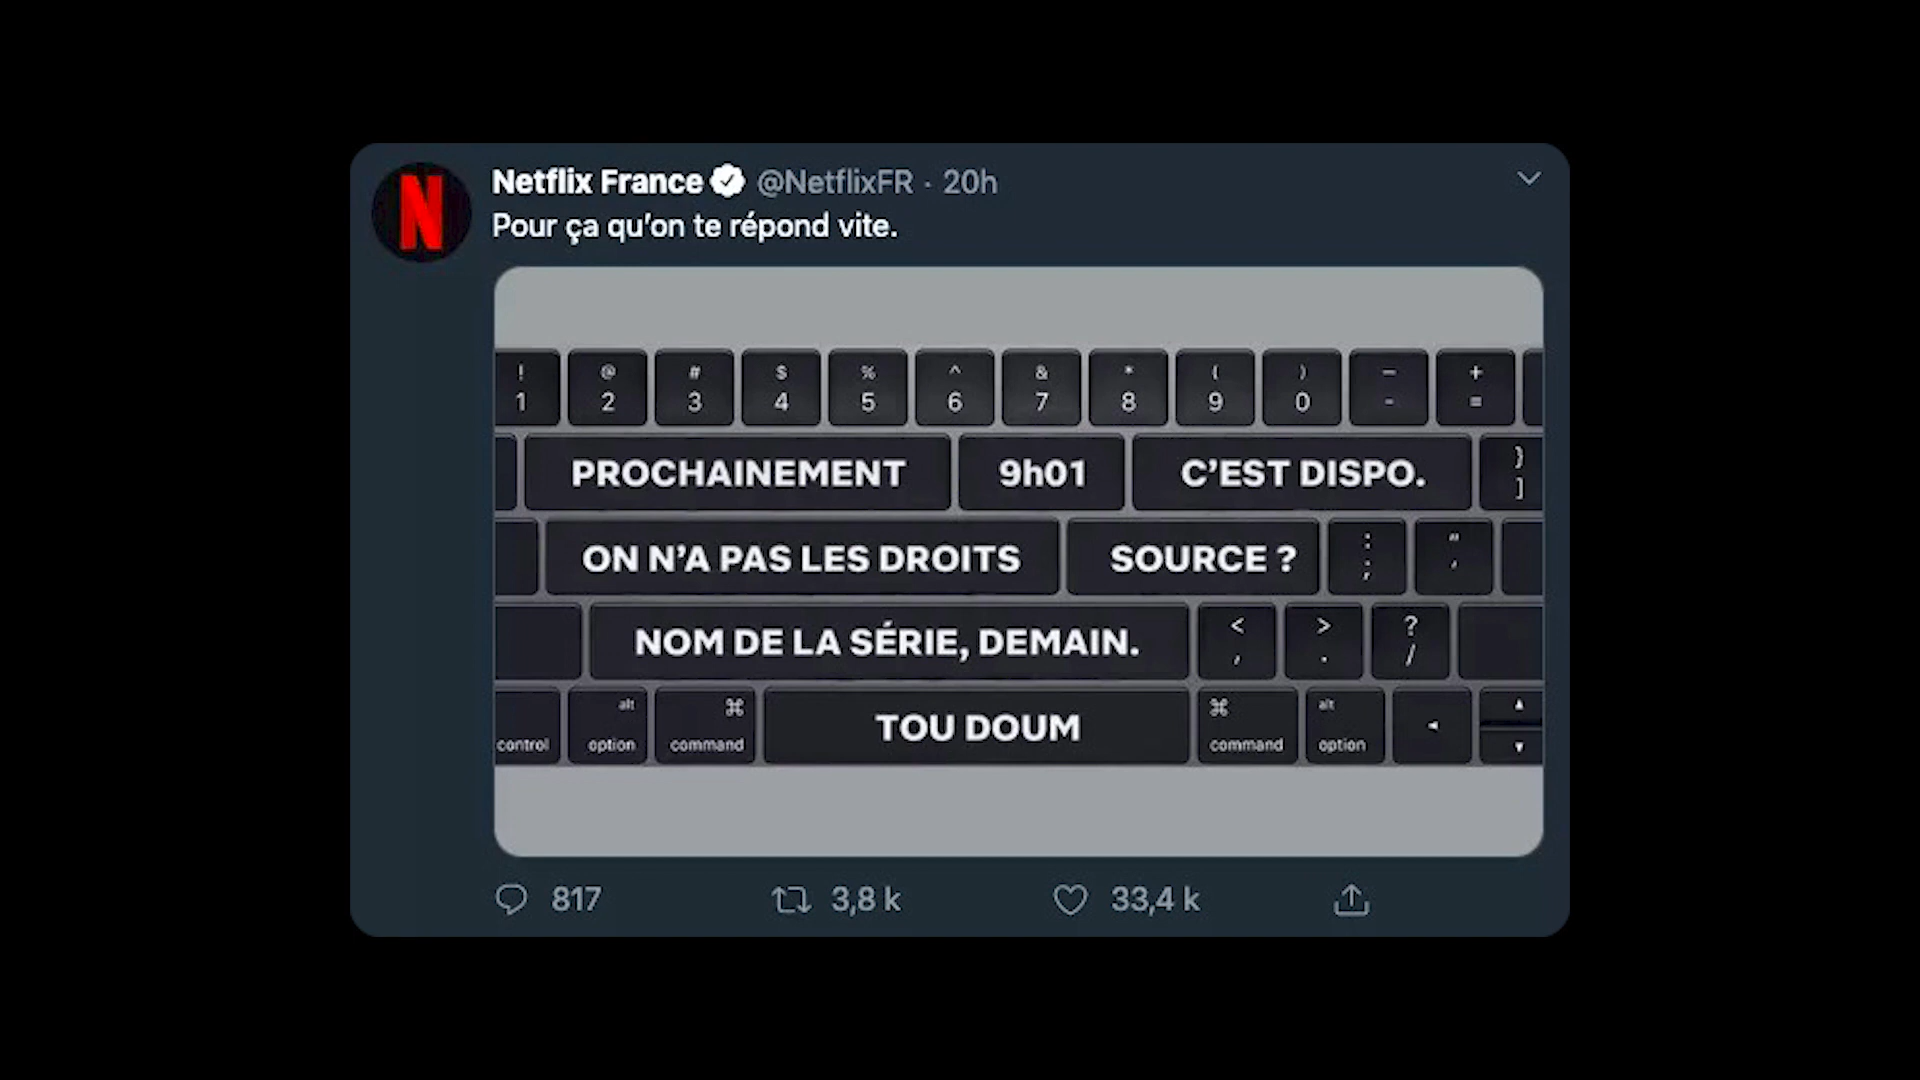 N
Netflix France @NetflixFR · 20h
Pour ça qu'on te répond vite.
! @ # $ % ^ & * ( ) — +
1 2 3 4 5 6 7 8 9 0 - =
PROCHAINEMENT 9h01 C'EST DISPO. } ]
ON N'A PAS LES DROITS SOURCE ? : ; " '
NOM DE LA SÉRIE, DEMAIN. < , > . ? /
alt ⌘ ⌘ alt
control option command TOU DOUM command option
817 3,8 k 33,4 k